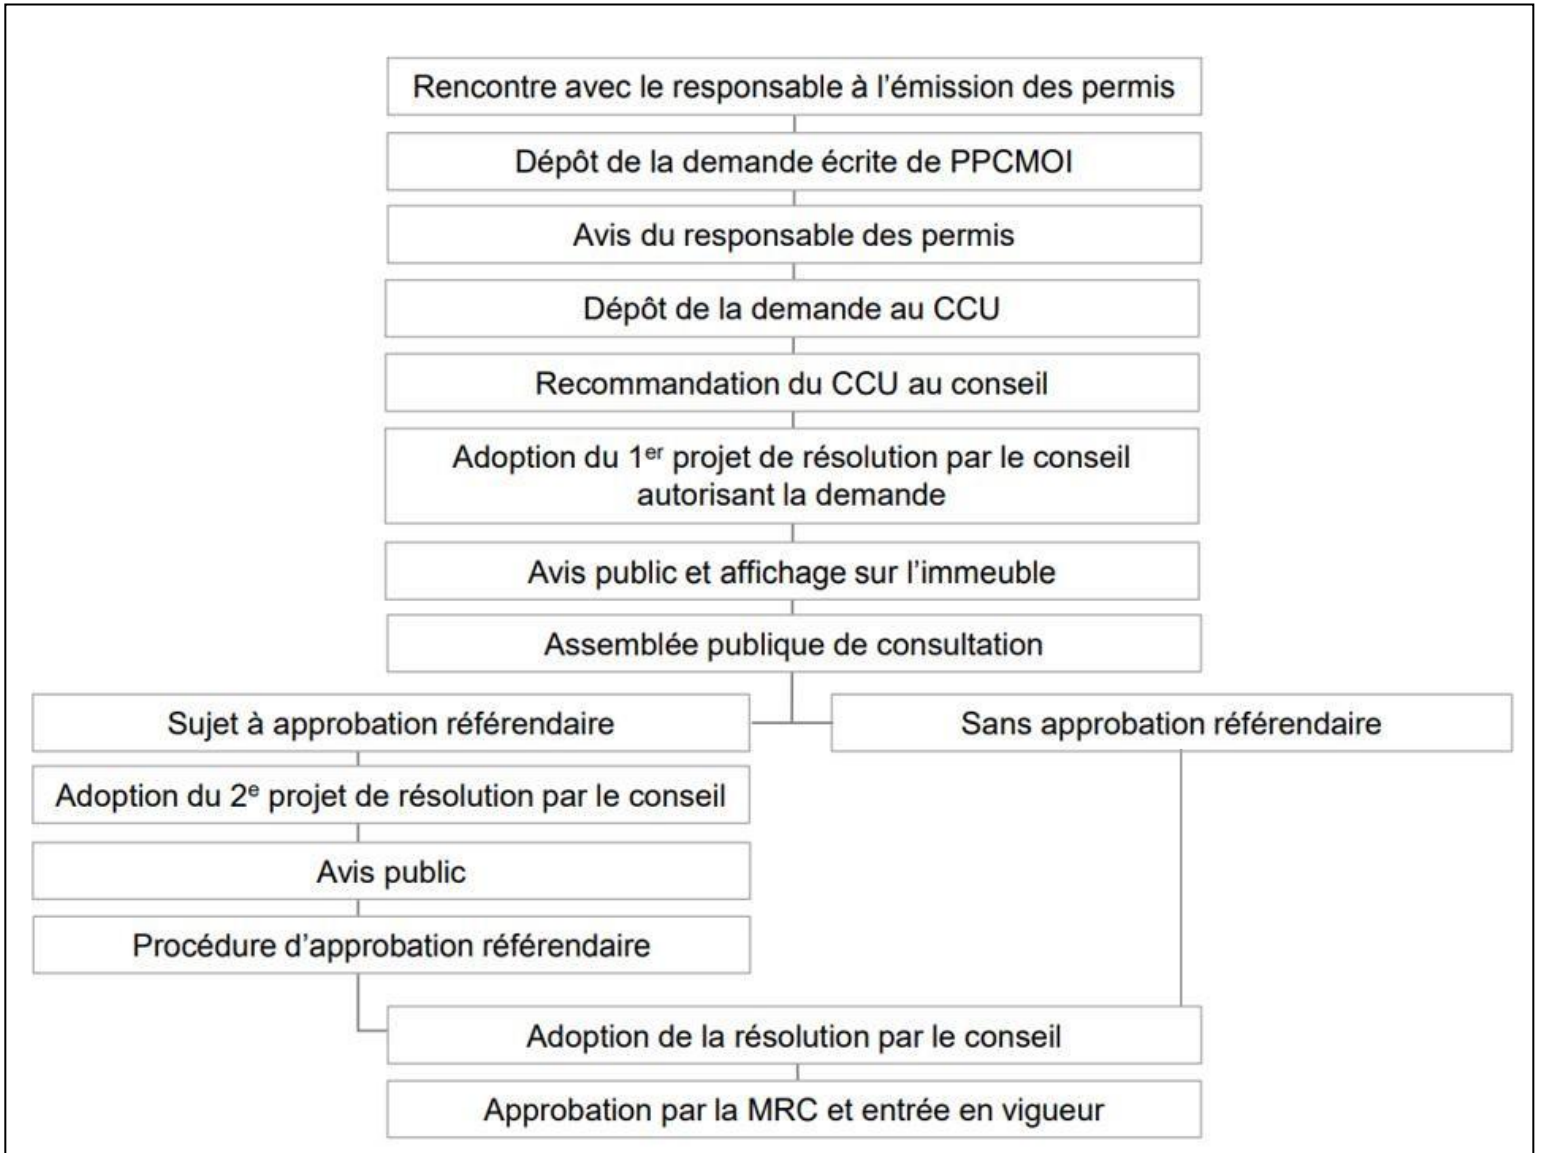 Rencontre avec le responsable à l'émission des permis
Dépôt de la demande écrite de PPCMOI
Avis du responsable des permis
Dépôt de la demande au CCU
Recommandation du CCU au conseil
Adoption du 1er projet de résolution par le conseil
autorisant la demande
Avis public et affichage sur l'immeuble
Assemblée publique de consultation
Sujet à approbation référendaire
Sans approbation référendaire
Adoption du 2e projet de résolution par le conseil
Avis public
Procédure d'approbation référendaire
Adoption de la résolution par le conseil
Approbation par la MRC et entrée en vigueur